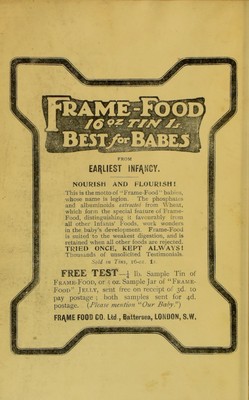 FRAME-FOOD
16 OZ TIN 1/-
BEST for BABES
FROM
EARLIEST INFANCY.
NOURISH AND FLOURISH!
This is the motto of "Frame-Food" babies,
whose name is legion. The phosphates
and albuminoids extracted from Wheat,
which form the special feature of Frame-
Food, distinguishing it favourably from
all other Infants' Foods, work wonders
in the baby's development. Frame-Food
is suited to the weakest digestion, and is
retained when all other foods are rejected.
TRIED ONCE, KEPT ALWAYS!
Thousands of unsolicited Testimonials.
Sold in Tins, 16-oz. 1s.
FREE TEST—½ lb. Sample Tin of
FRAME-FOOD, or 5 oz. Sample Jar of "FRAME-
FOOD" JELLY, sent free on receipt of 3d. to
pay postage; both samples sent for 4d.
postage. (Please mention "Our Baby.")
FRAME FOOD CO. Ltd, Battersea, LONDON, S.W.